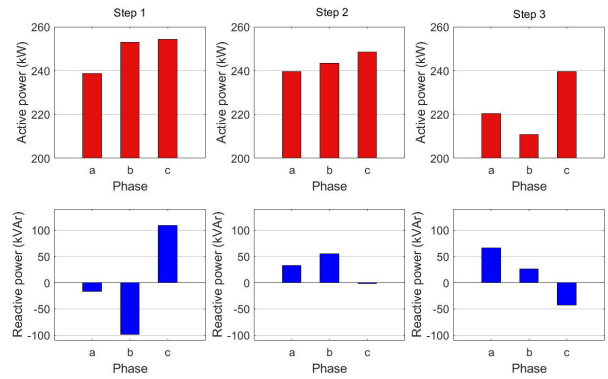 Step 1
Step 2
Step 3
Active power (kW)
260
240
220
200
a b c
Phase
Active power (kW)
260
240
220
200
a b c
Phase
Active power (kW)
260
240
220
200
a b c
Phase
Reactive power (kVAr)
100
50
0
-50
-100
a b c
Phase
Reactive power (kVAr)
100
50
0
-50
-100
a b c
Phase
Reactive power (kVAr)
100
50
0
-50
-100
a b c
Phase